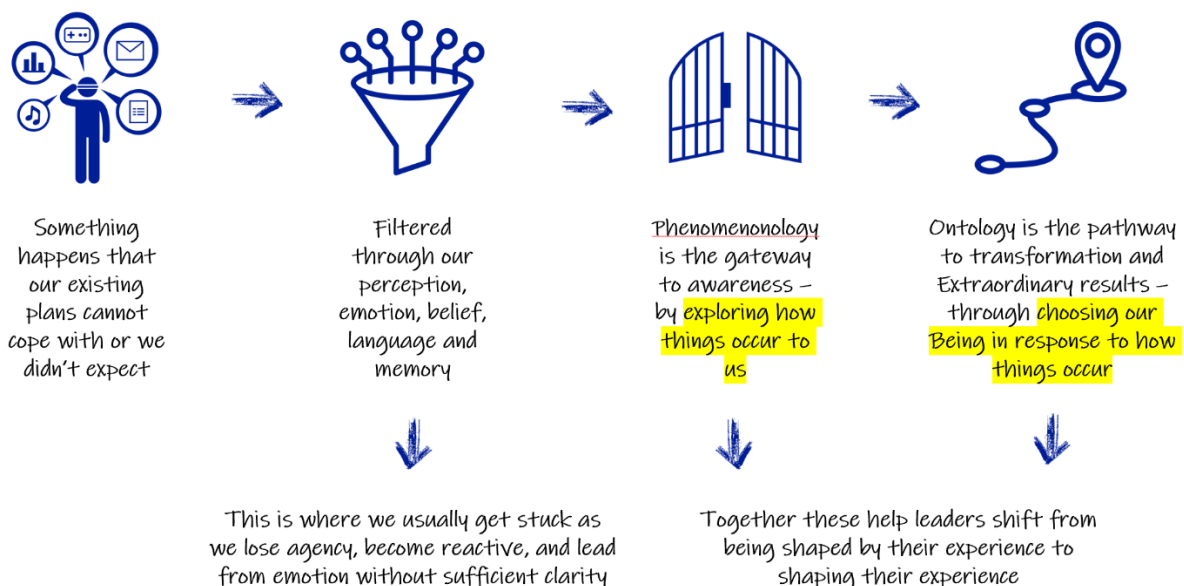 Something
happens that
our existing
plans cannot
cope with or we
didn't expect
Filtered
through our
perception,
emotion, belief,
language and
memory
Phenomenonology
is the gateway
to awareness –
by exploring how
things occur to
us
Ontology is the pathway
to transformation and
Extraordinary results –
through choosing our
Being in response to how
things occur
This is where we usually get stuck as
we lose agency, become reactive, and lead
from emotion without sufficient clarity
Together these help leaders shift from
being shaped by their experience to
shaping their experience